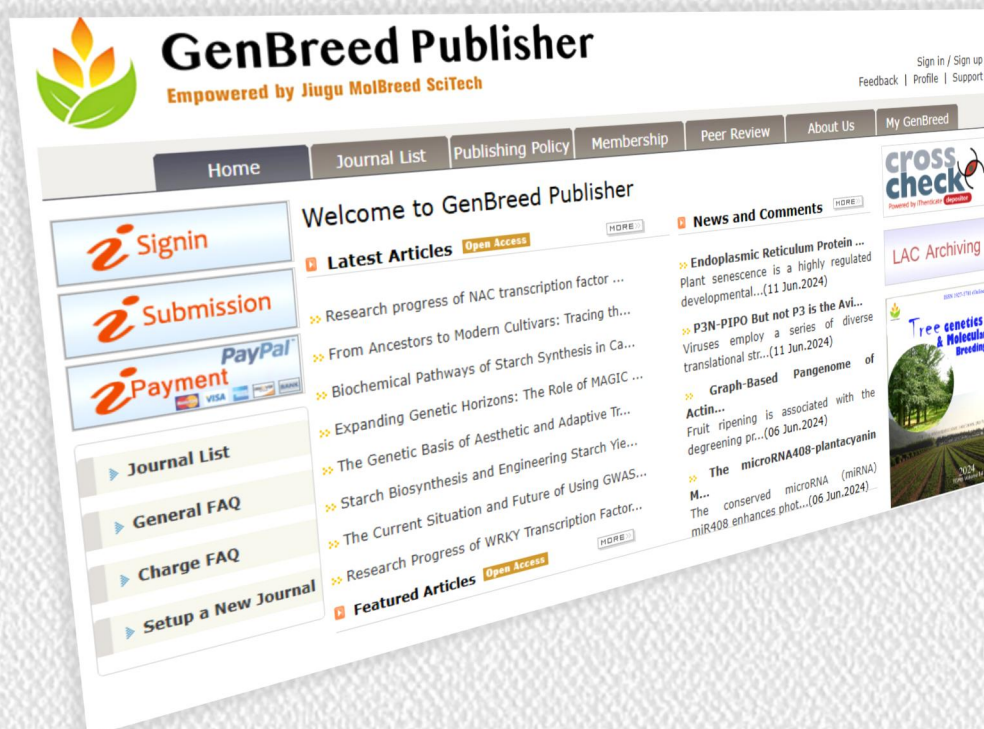 GenBreed Publisher
Empowered by Jiugu MolBreed SciTech
Sign in / Sign up
Feedback | Profile | Support
Home
Journal List
Publishing Policy
Membership
Peer Review
About Us
My GenBreed
Signin
Submission
PayPal
Payment
VISA
Journal List
General FAQ
Charge FAQ
Setup a New Journal
Welcome to GenBreed Publisher
Latest Articles Open Access MORE
Research progress of NAC transcription factor ...
From Ancestors to Modern Cultivars: Tracing th...
Biochemical Pathways of Starch Synthesis in Ca...
Expanding Genetic Horizons: The Role of MAGIC ...
The Genetic Basis of Aesthetic and Adaptive Tr...
Starch Biosynthesis and Engineering Starch Yie...
The Current Situation and Future of Using GWAS...
Research Progress of WRKY Transcription Factor...
Featured Articles Open Access MORE
News and Comments MORE
Endoplasmic Reticulum Protein ...
Plant senescence is a highly regulated
developmental...(11 Jun.2024)
P3N-PIPO But not P3 is the Avi...
Viruses employ a series of diverse
translational str...(11 Jun.2024)
Graph-Based Pangenome of
Actin...
Fruit ripening is associated with the
degreening pr...(06 Jun.2024)
The microRNA408-plantacyanin
M...
The conserved microRNA (miRNA)
miR408 enhances phot...(06 Jun.2024)
cross
check
Powered by iThenticate depositor
LAC Archiving
Tree genetics
& Molecular
Breeding
2024